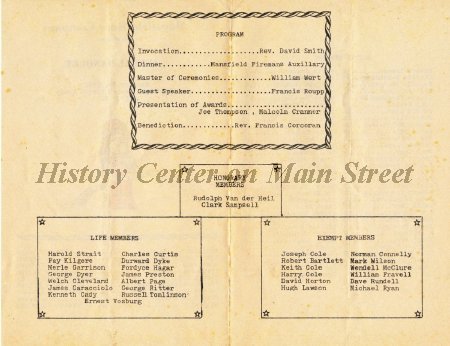 PROGRAM
Invocation..................Rev. David Smith
Dinner............Mansfield Firemans Auxillary
Master of Ceremonies............William Wert
Guest Speaker...................Francis Roupp
Presentation of Awards......................
Joe Thompson , Malcolm Cranmer
Benediction............Rev. Francis Corcoran
History Center on Main Street
HONORARY
MEMBERS
Rudolph Van der Heil
Clark Sampsell
LIFE MEMBERS
Harold Strait Charles Curtis
Fay Kilgore Durward Dyke
Merle Garrison Fordyce Hagar
George Dyer James Preston
Welch Cleveland Albert Page
James Caracciolo George Ritter
Kenneth Cady Russell Tomlinson
Ernest Vosburg
EXEMPT MEMBERS
Joseph Cole Norman Connelly
Robert Bartlett Mark Wilson
Keith Cole Wendell McClure
Harry Cole William Fravell
David Horton Dave Rundell
Hugh Lawson Michael Ryan